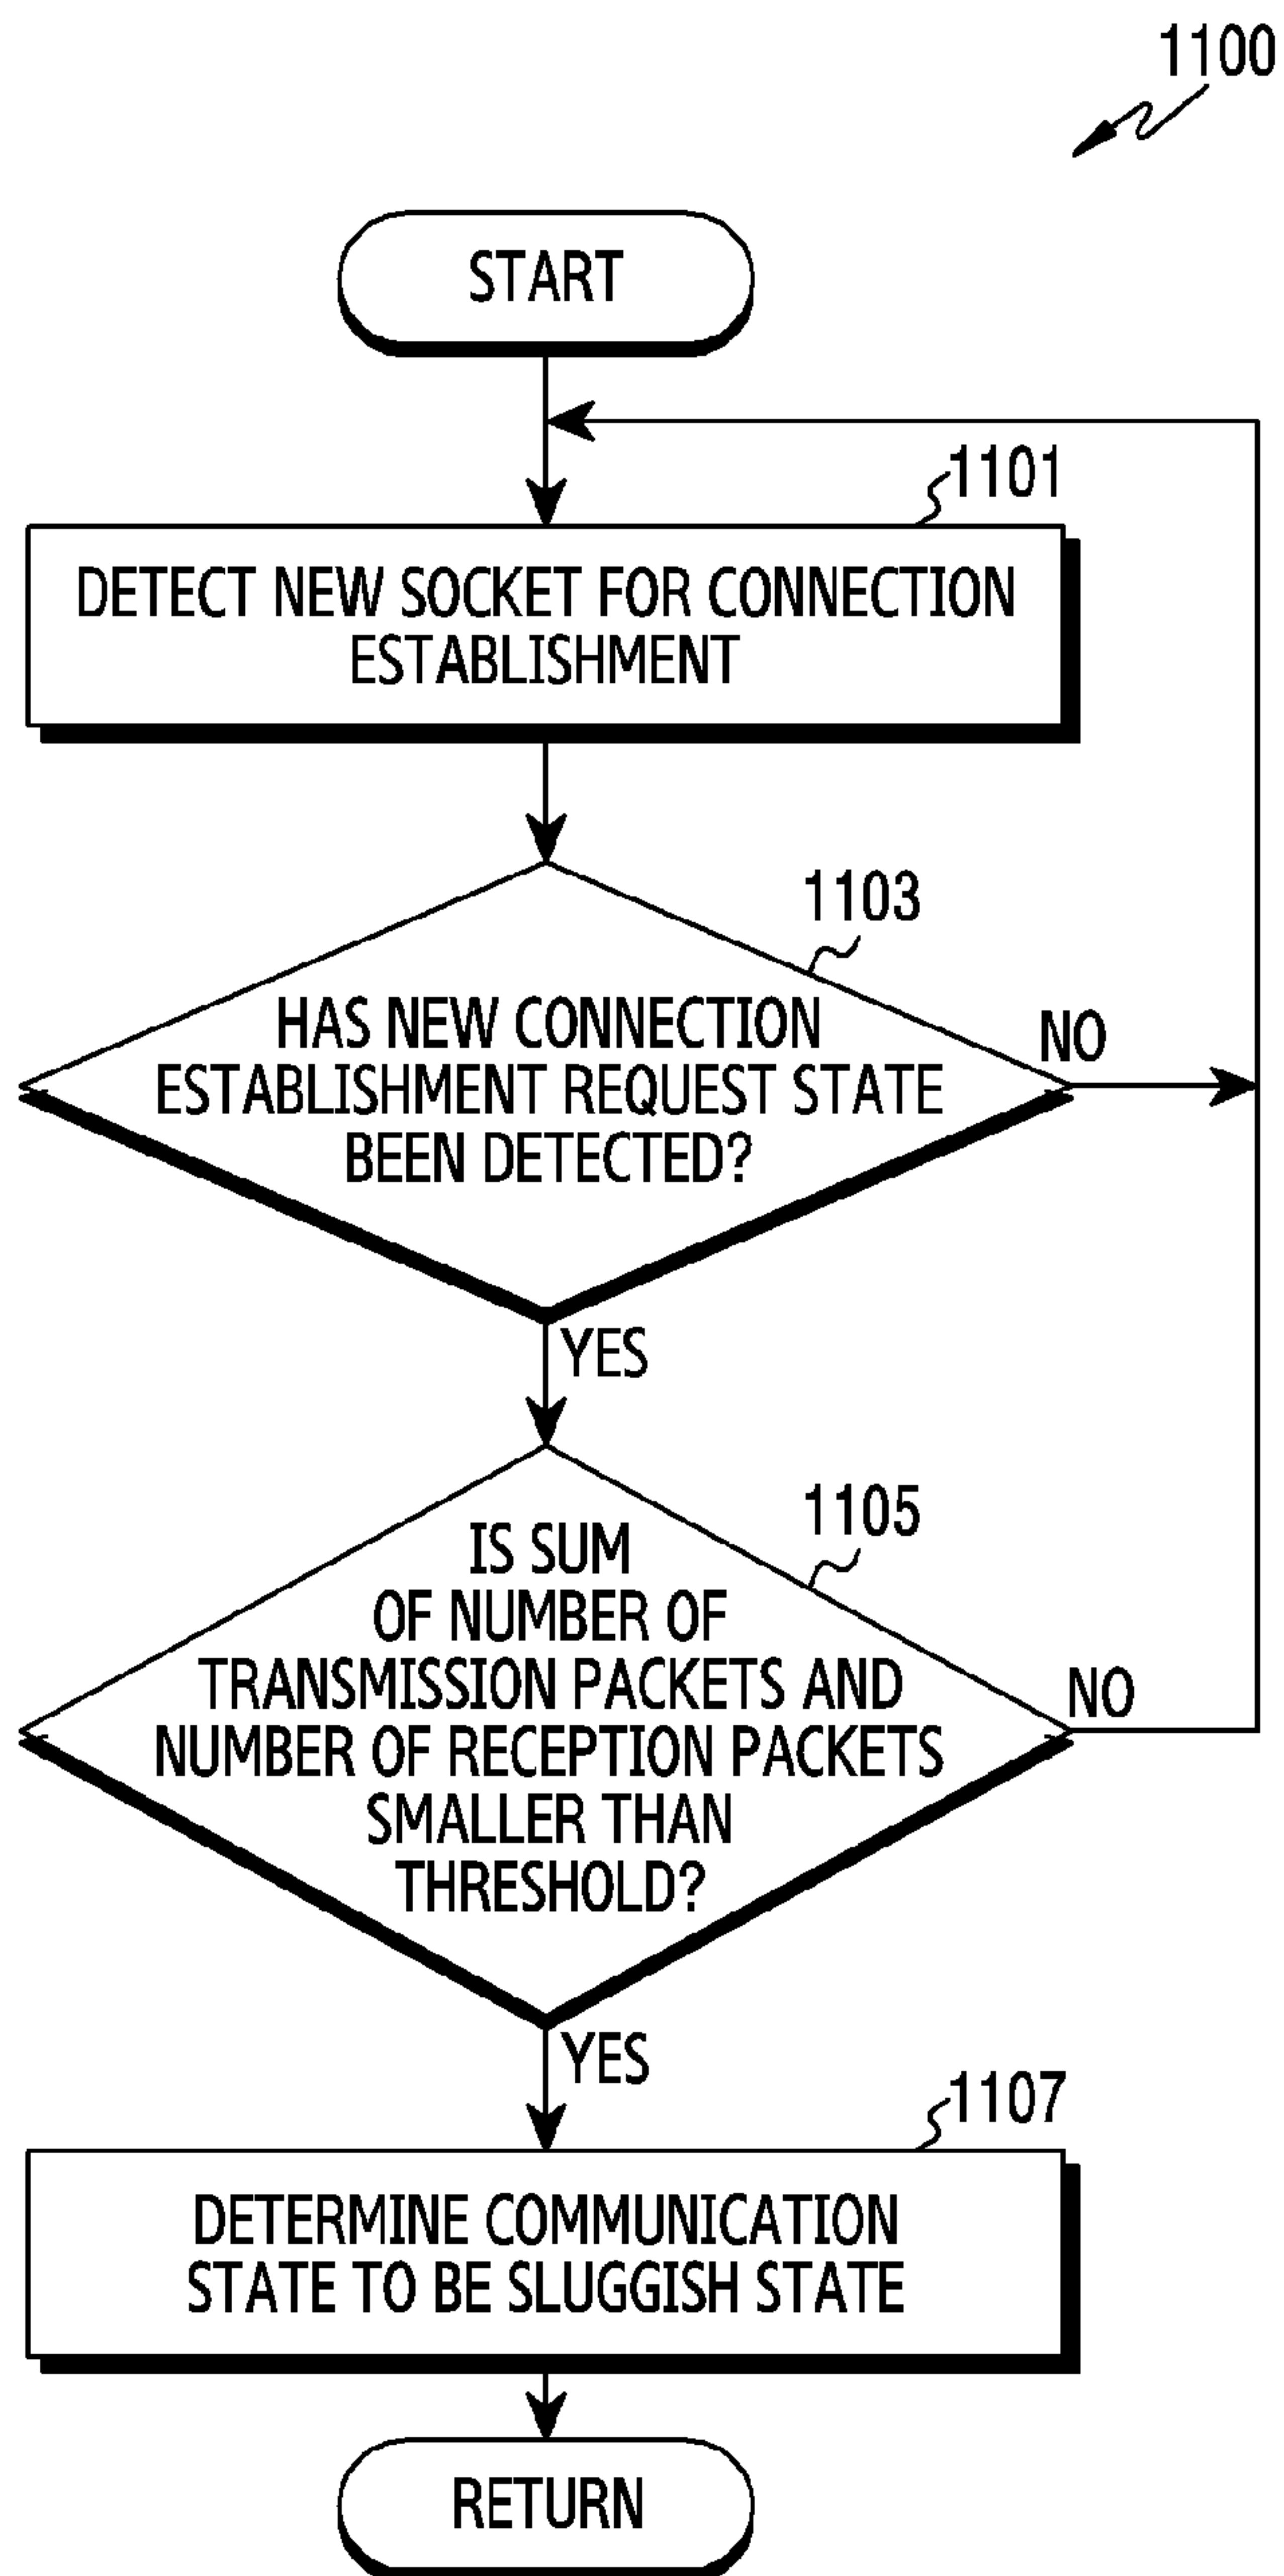 1100
START
1101
DETECT NEW SOCKET FOR CONNECTION
ESTABLISHMENT
1103
HAS NEW CONNECTION
ESTABLISHMENT REQUEST STATE
BEEN DETECTED?
NO
YES
1105
IS SUM
OF NUMBER OF
TRANSMISSION PACKETS AND
NUMBER OF RECEPTION PACKETS
SMALLER THAN
THRESHOLD?
NO
YES
1107
DETERMINE COMMUNICATION
STATE TO BE SLUGGISH STATE
RETURN